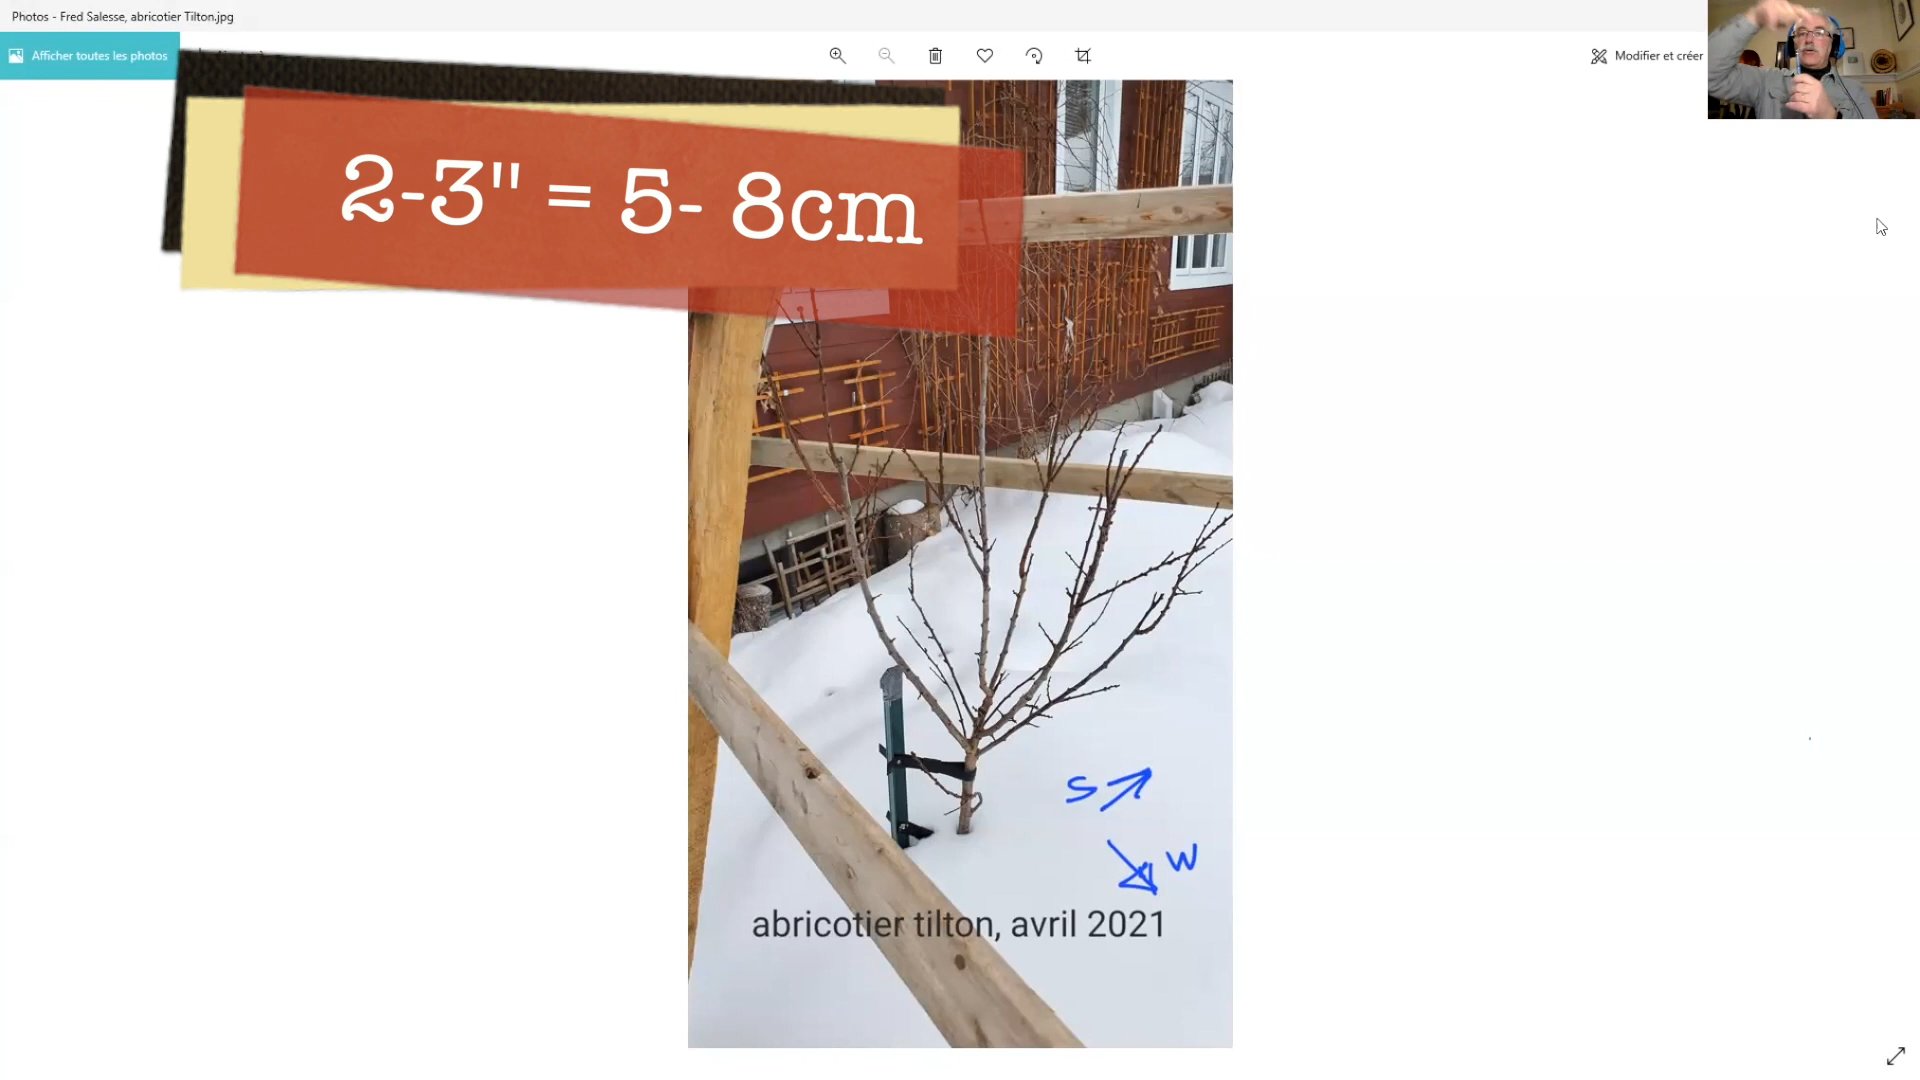 Photos - Fred Salesse, abricotier Tilton.jpg
Afficher toutes les photos
Modifier et créer
2-3" = 5- 8cm
S
W
abricotier tilton, avril 2021